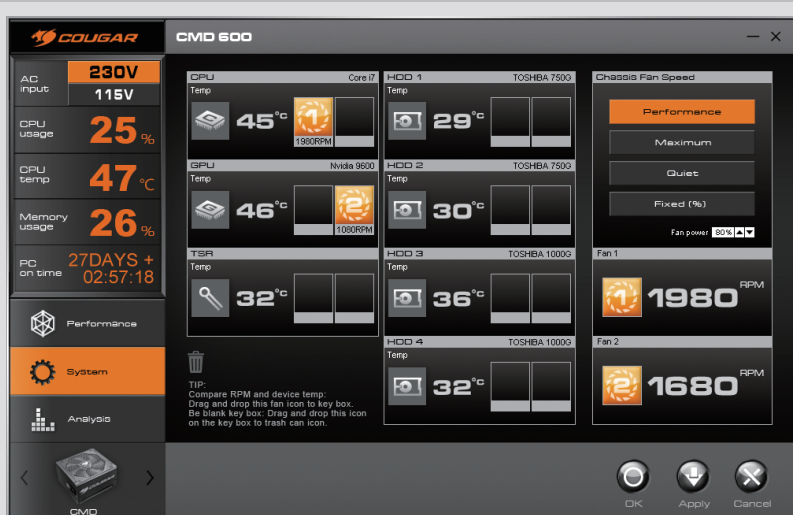 COUGAR
CMD 600
AC input
230V
115V
CPU usage
25 %
CPU temp
47 °C
Memory usage
26 %
PC on time
27DAYS +
02:57:18
Performance
System
Analysis
COUGAR
CMD
CPU Core i7
Temp
45°c
1
1980RPM
GPU Nvidia 9600
Temp
46°c
2
1080RPM
TSR
Temp
32°c
TIP:
Compare RPM and device temp:
Drag and drop this fan icon to key box.
Be blank key box: Drag and drop this icon
on the key box to trash can icon.
HDD 1 TOSHIBA 750G
Temp
29°c
HDD 2 TOSHIBA 750G
Temp
30°c
HDD 3 TOSHIBA 1000G
Temp
36°c
HDD 4 TOSHIBA 1000G
Temp
32°c
Chassis Fan Speed
Performance
Maximum
Quiet
Fixed (%)
Fan power 80%
Fan 1
1
1980 RPM
Fan 2
2
1680 RPM
OK
Apply
Cancel